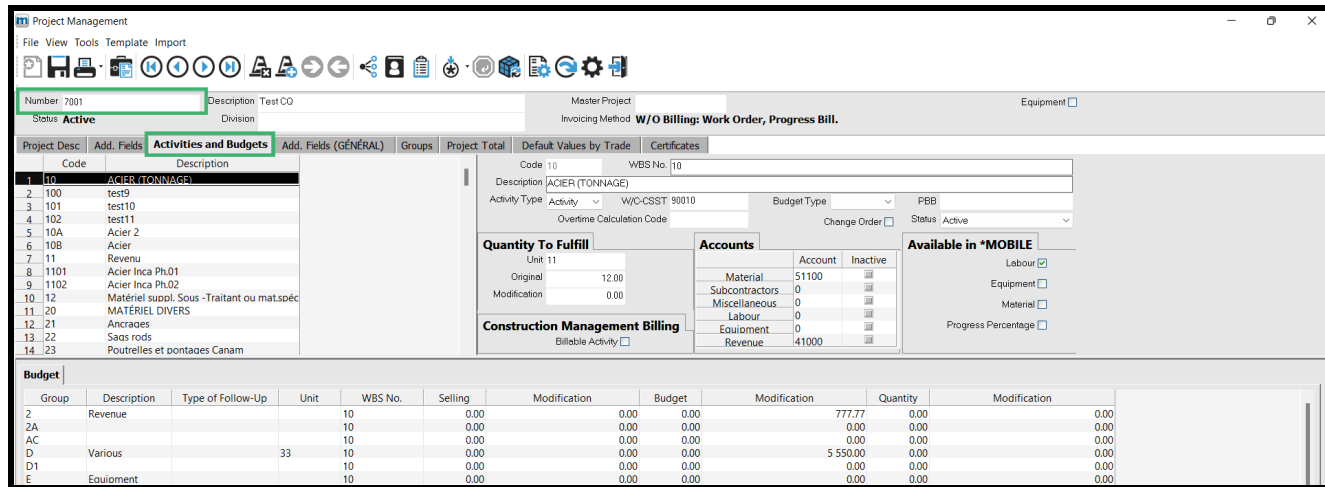 Project Management
File View Tools Template Import
Number 7001 Description Test CQ Master Project Equipment
Status Active Division Invoicing Method W/O Billing: Work Order, Progress Bill.
Project Desc Add. Fields Activities and Budgets Add. Fields (GÉNÉRAL) Groups Project Total Default Values by Trade Certificates
Code Description
1 10 ACIER (TONNAGE)
2 100 test9
3 101 test10
4 102 test11
5 10A Acier 2
6 10B Acier
7 11 Revenu
8 1101 Acier Inca Ph.01
9 1102 Acier Inca Ph.02
10 12 Matériel suppl. Sous -Traitant ou mat.spéc
11 20 MATÉRIEL DIVERS
12 21 Ancrages
13 22 Sags rods
14 23 Poutrelles et pontages Canam
Code 10 WBS No. 10
Description ACIER (TONNAGE)
Activity Type Activity W/C-CSST 90010 Budget Type PBB
Overtime Calculation Code Change Order Status Active
Quantity To Fulfill
Unit 11
Original 12.00
Modification 0.00
Construction Management Billing
Billable Activity
Accounts
Account Inactive
Material 51100
Subcontractors 0
Miscellaneous 0
Labour 0
Equipment 0
Revenue 41000
Available in *MOBILE
Labour
Equipment
Material
Progress Percentage
Budget
Group Description Type of Follow-Up Unit WBS No. Selling Modification Budget Modification Quantity Modification
2 Revenue 10 0.00 0.00 0.00 777.77 0.00 0.00
2A 10 0.00 0.00 0.00 0.00 0.00 0.00
AC 10 0.00 0.00 0.00 0.00 0.00 0.00
D Various 33 10 0.00 0.00 0.00 5 550.00 0.00 0.00
D1 10 0.00 0.00 0.00 0.00 0.00 0.00
E Equipment 10 0.00 0.00 0.00 0.00 0.00 0.00